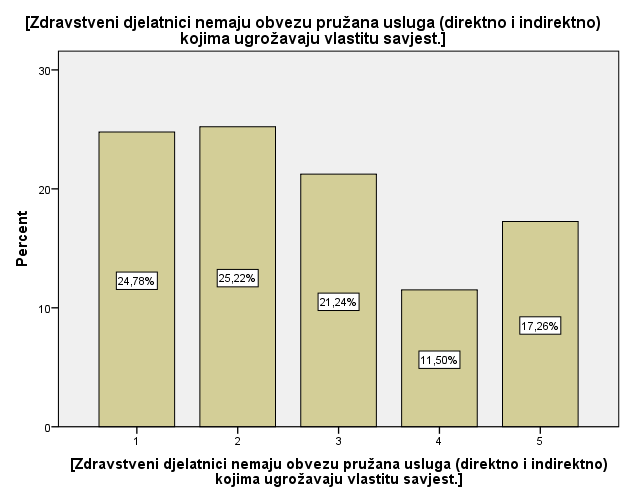 [Zdravstveni djelatnici nemaju obvezu pružana usluga (direktno i indirektno)
kojima ugrožavaju vlastitu savjest.]
30
20
10
0
Percent
24,78%
25,22%
21,24%
11,50%
17,26%
1
2
3
4
5
[Zdravstveni djelatnici nemaju obvezu pružana usluga (direktno i indirektno)
kojima ugrožavaju vlastitu savjest.]